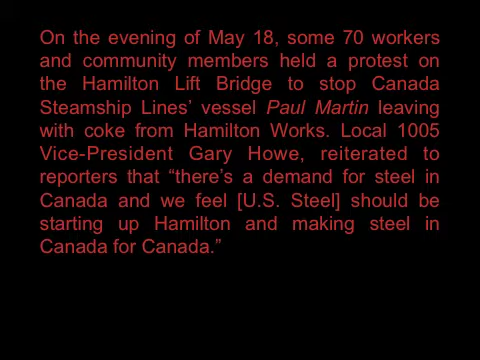 On the evening of May 18, some 70 workers
and community members held a protest on
the Hamilton Lift Bridge to stop Canada
Steamship Lines’ vessel Paul Martin leaving
with coke from Hamilton Works. Local 1005
Vice-President Gary Howe, reiterated to
reporters that “there’s a demand for steel in
Canada and we feel [U.S. Steel] should be
starting up Hamilton and making steel in
Canada for Canada.”